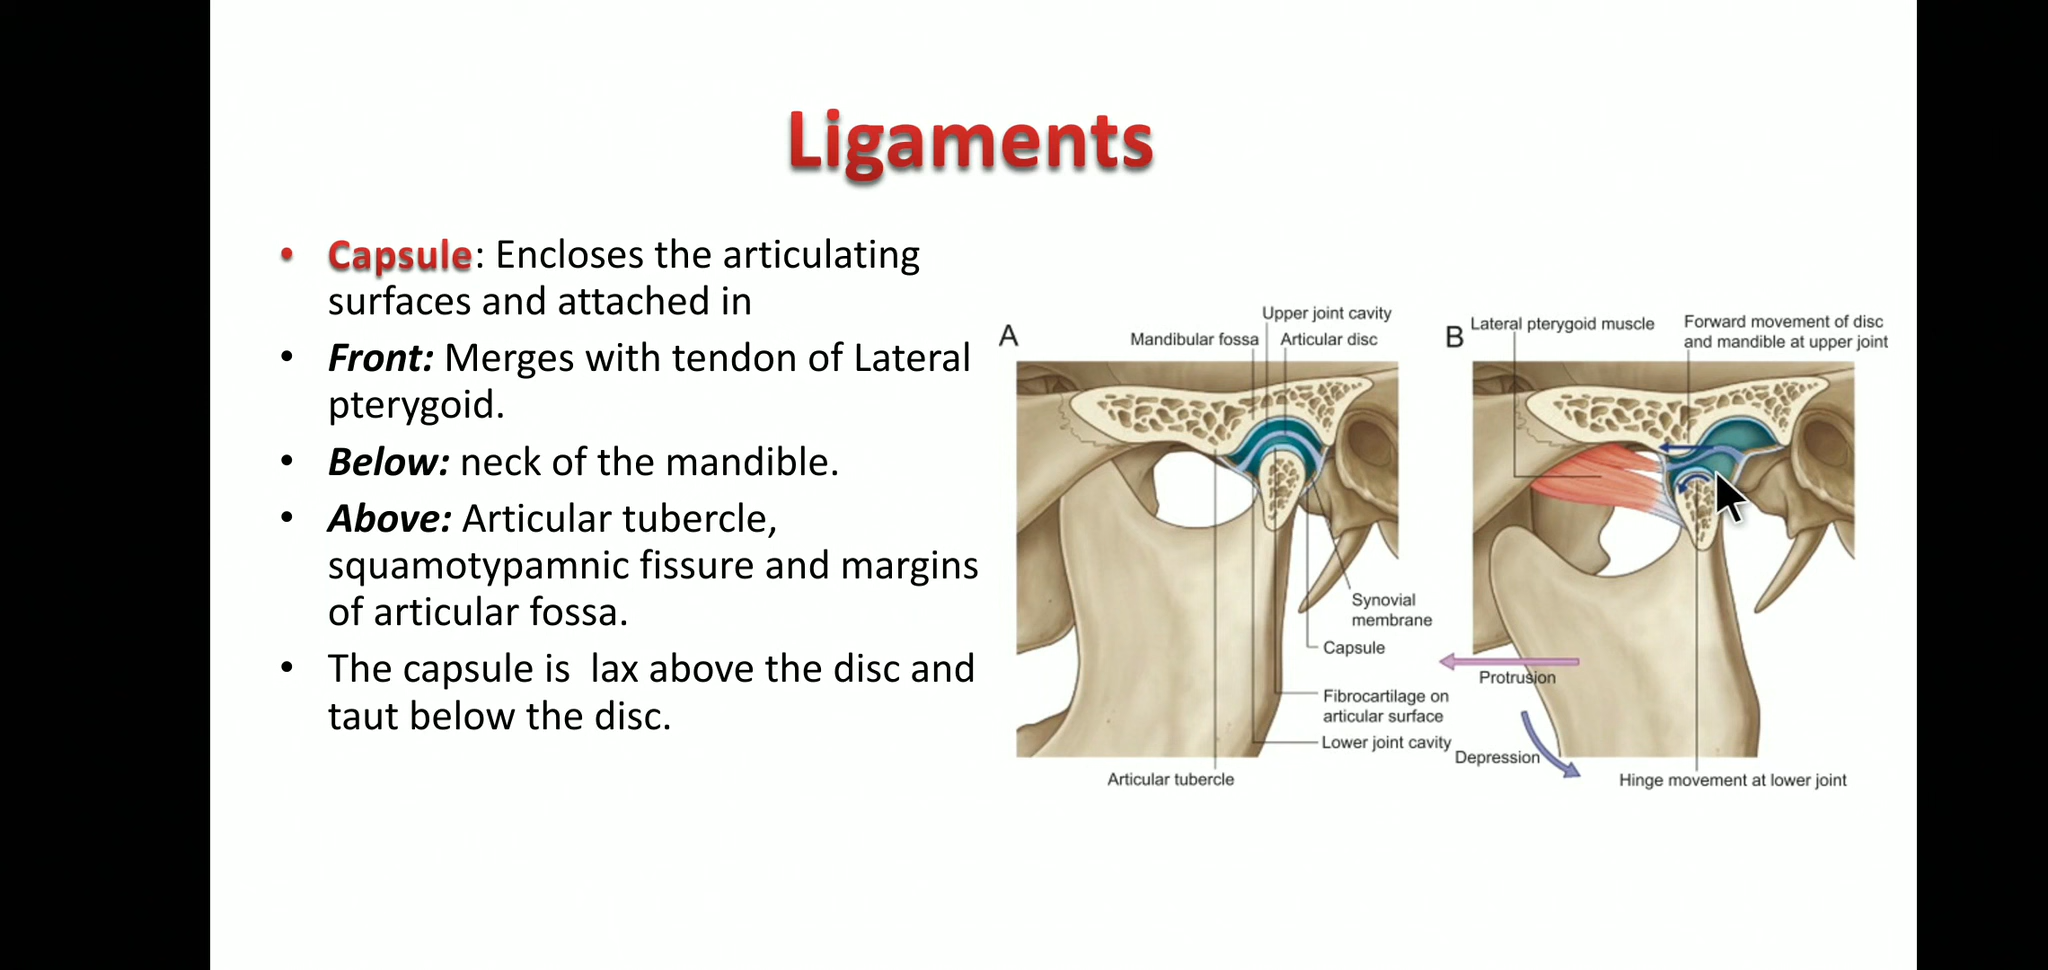 Ligaments
• Capsule: Encloses the articulating
surfaces and attached in
• Front: Merges with tendon of Lateral
pterygoid.
• Below: neck of the mandible.
• Above: Articular tubercle,
squamotypamnic fissure and margins
of articular fossa.
• The capsule is  lax above the disc and
taut below the disc.
A
Upper joint cavity
Mandibular fossa
Articular disc
Synovial
membrane
Capsule
Fibrocartilage on
articular surface
Lower joint cavity
Articular tubercle
B
Lateral pterygoid muscle
Forward movement of disc
and mandible at upper joint
Protrusion
Depression
Hinge movement at lower joint